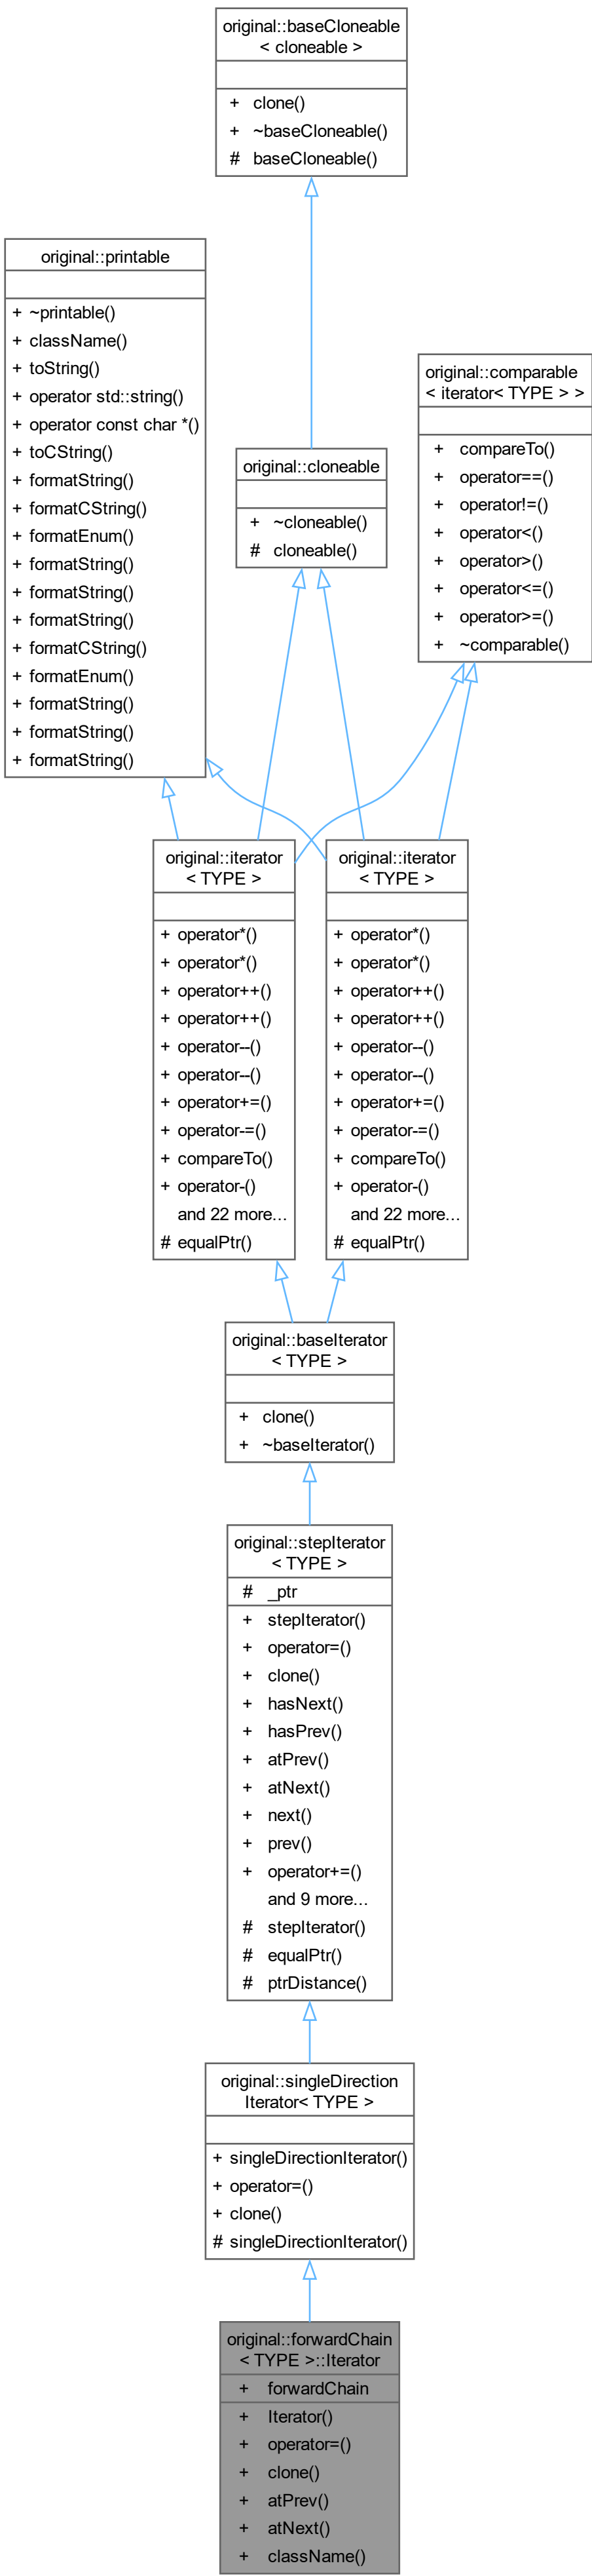 original::baseCloneable
< cloneable >
+ clone()
+ ~baseCloneable()
# baseCloneable()
original::printable
+ ~printable()
+ className()
+ toString()
+ operator std::string()
+ operator const char *()
+ toCString()
+ formatString()
+ formatCString()
+ formatEnum()
+ formatString()
+ formatString()
+ formatString()
+ formatCString()
+ formatEnum()
+ formatString()
+ formatString()
+ formatString()
original::comparable
< iterator< TYPE > >
+ compareTo()
+ operator==()
+ operator!=()
+ operator<()
+ operator>()
+ operator<=()
+ operator>=()
+ ~comparable()
original::cloneable
+ ~cloneable()
# cloneable()
original::iterator
< TYPE >
+ operator*()
+ operator*()
+ operator++()
+ operator++()
+ operator--()
+ operator--()
+ operator+=()
+ operator-=()
+ compareTo()
+ operator-()
and 22 more...
# equalPtr()
original::iterator
< TYPE >
+ operator*()
+ operator*()
+ operator++()
+ operator++()
+ operator--()
+ operator--()
+ operator+=()
+ operator-=()
+ compareTo()
+ operator-()
and 22 more...
# equalPtr()
original::baseIterator
< TYPE >
+ clone()
+ ~baseIterator()
original::stepIterator
< TYPE >
# _ptr
+ stepIterator()
+ operator=()
+ clone()
+ hasNext()
+ hasPrev()
+ atPrev()
+ atNext()
+ next()
+ prev()
+ operator+=()
and 9 more...
# stepIterator()
# equalPtr()
# ptrDistance()
original::singleDirection
Iterator< TYPE >
+ singleDirectionIterator()
+ operator=()
+ clone()
# singleDirectionIterator()
original::forwardChain
< TYPE >::Iterator
+ forwardChain
+ Iterator()
+ operator=()
+ clone()
+ atPrev()
+ atNext()
+ className()